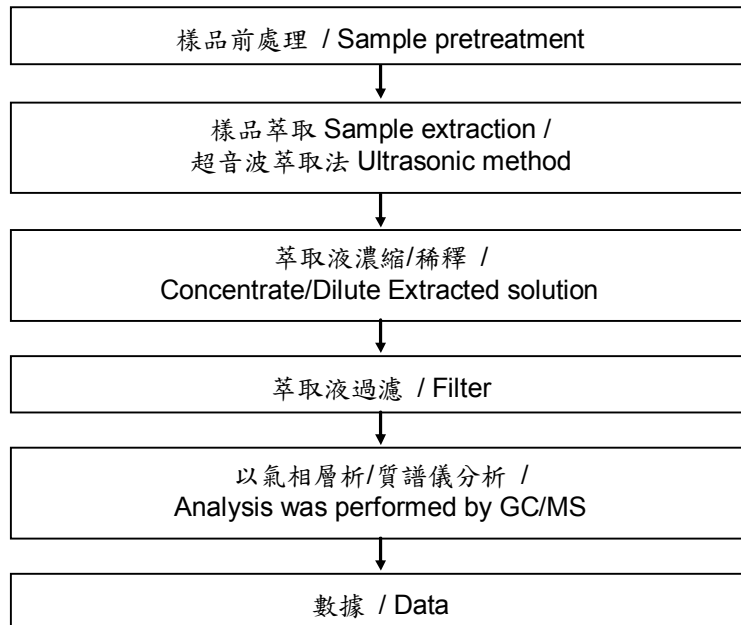 樣品前處理 / Sample pretreatment
樣品萃取 Sample extraction /
超音波萃取法 Ultrasonic method
萃取液濃縮/稀釋 /
Concentrate/Dilute Extracted solution
萃取液過濾 / Filter
以氣相層析/質譜儀分析 /
Analysis was performed by GC/MS
數據 / Data